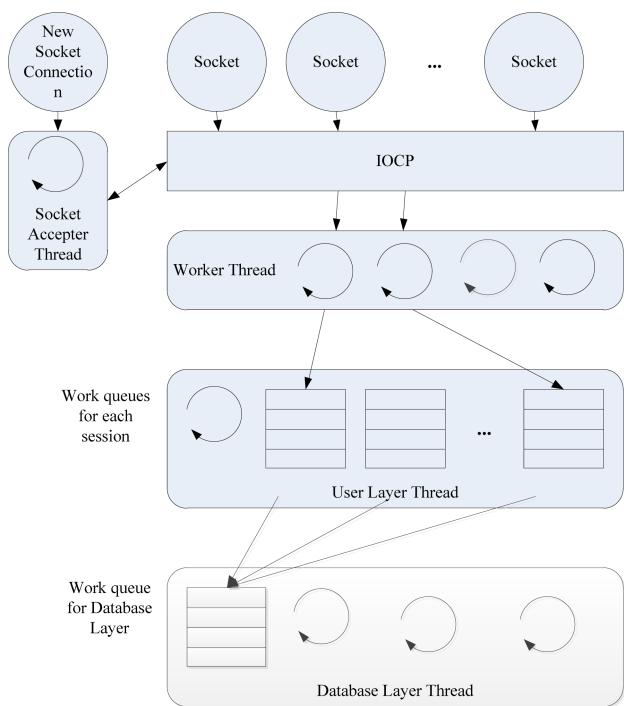 New
Socket
Connectio
n
Socket
Socket
...
Socket
IOCP
Socket
Accepter
Thread
Worker Thread
Work queues
for each
session
...
User Layer Thread
Work queue
for Database
Layer
Database Layer Thread